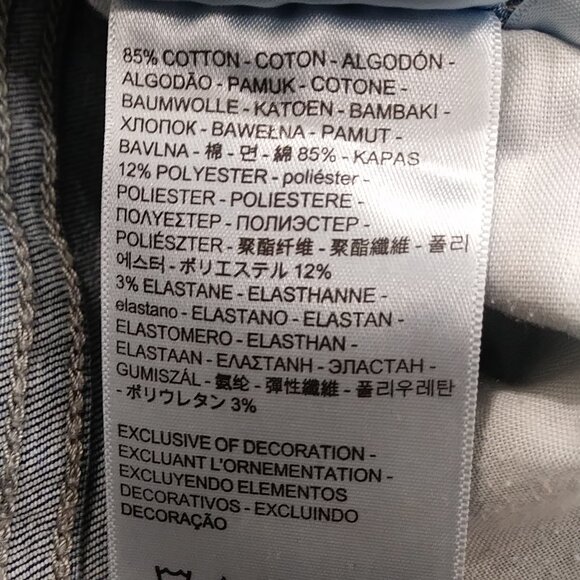 85% COTTON - COTON - ALGODÓN -
ALGODÃO - PAMUK - COTONE -
BAUMWOLLE - KATOEN - BAMBAKI -
ХЛОПОК - BAWEŁNA - PAMUT -
BAVLNA - 棉 - 면 - 綿 85% - KAPAS
12% POLYESTER - poliéster -
POLIESTER - POLIESTERE -
ΠΟΛΥΕΣΤΕΡ - ПОЛИЭСТЕР -
POLIÉSZTER - 聚酯纤维 - 聚酯纖維 - 폴리
에스터 - ポリエステル 12%
3% ELASTANE - ELASTHANNE -
elastano - ELASTANO - ELASTAN -
ELASTOMERO - ELASTHAN -
ELASTAAN - ΕΛΑΣΤΑΝΗ - ЭЛАСТАН -
GUMISZÁL - 氨纶 - 彈性纖維 - 폴리우레탄
- ポリウレタン 3%
EXCLUSIVE OF DECORATION -
EXCLUANT L'ORNEMENTATION -
EXCLUYENDO ELEMENTOS
DECORATIVOS - EXCLUINDO
DECORAÇÃO